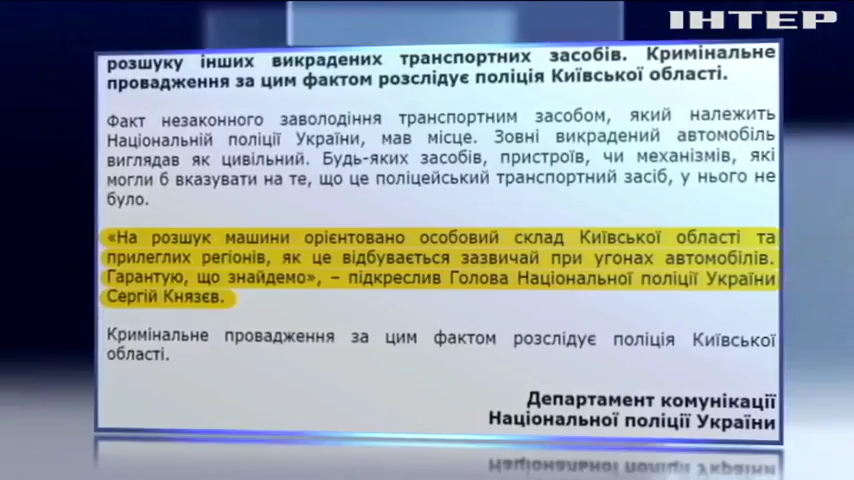 ІНТЕР
розшуку інших викрадених транспортних засобів. Кримінальне
провадження за цим фактом розслідує поліція Київської області.
Факт незаконного заволодіння транспортним засобом, який належить
Національній поліції України, мав місце. Зовні викрадений автомобіль
виглядав як цивільний. Будь-яких засобів, пристроїв, чи механізмів, які
могли б вказувати на те, що це поліцейський транспортний засіб, у нього не
було.
«На розшук машини орієнтовано особовий склад Київської області та
прилеглих регіонів, як це відбувається зазвичай при угонах автомобілів.
Гарантую, що знайдемо», – підкреслив Голова Національної поліції України
Сергій Князєв.
Кримінальне провадження за цим фактом розслідує поліція Київської
області.
Департамент комунікації
Національної поліції України